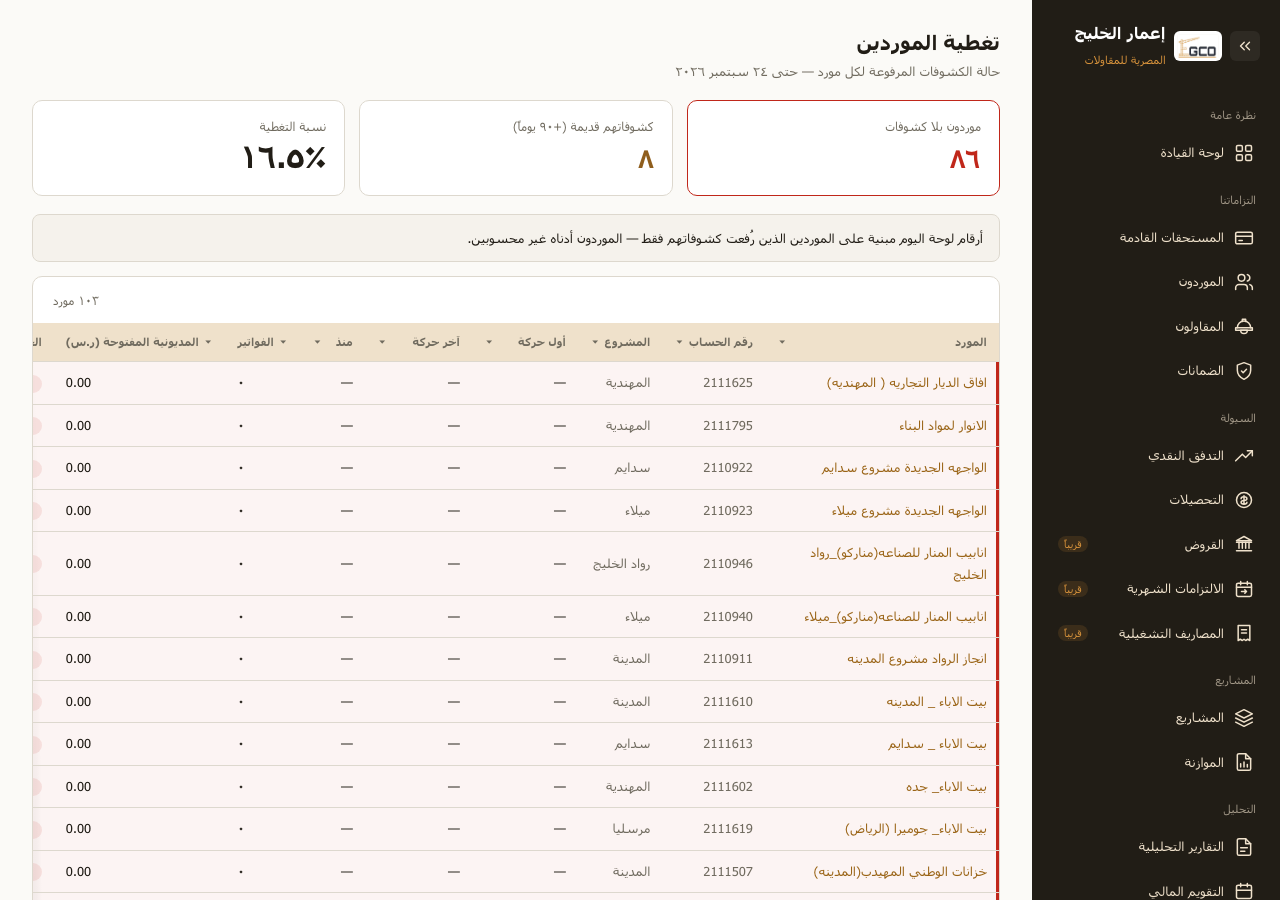 إعمار الخليج
المصرية للمقاولات
GCO
نظرة عامة
لوحة القيادة
التزاماتنا
المستحقات القادمة
الموردون
المقاولون
الضمانات
السيولة
التدفق النقدي
التحصيلات
القروض قريباً
الالتزامات الشهرية قريباً
المصاريف التشغيلية قريباً
المشاريع
المشاريع
الموازنة
التحليل
التقارير التحليلية
التقويم المالي
تغطية الموردين
حالة الكشوفات المرفوعة لكل مورد — حتى ٢٤ سبتمبر ٢٠٢٦
موردون بلا كشوفات
٨٦
كشوفاتهم قديمة (+٩٠ يوماً)
٨
نسبة التغطية
١٦.٥٪
أرقام لوحة اليوم مبنية على الموردين الذين رُفعت كشوفاتهم فقط — الموردون أدناه غير محسوبين.
١٠٣ مورد
المورد رقم الحساب المشروع أول حركة آخر حركة منذ الفواتير المديونية المفتوحة (ر.س)
افاق الديار التجاريه ( المهنديه) 2111625 المهندية — — — ٠ 0.00
الانوار لمواد البناء 2111795 المهندية — — — ٠ 0.00
الواجهه الجديدة مشروع سدايم 2110922 سدايم — — — ٠ 0.00
الواجهه الجديدة مشروع ميلاء 2110923 ميلاء — — — ٠ 0.00
انابيب المنار للصناعه(مناركو)_رواد الخليج 2110946 رواد الخليج — — — ٠ 0.00
انابيب المنار للصناعه(مناركو)_ميلاء 2110940 ميلاء — — — ٠ 0.00
انجاز الرواد مشروع المدينه 2110911 المدينة — — — ٠ 0.00
بيت الاباء _ المدينه 2111610 المدينة — — — ٠ 0.00
بيت الاباء _ سدايم 2111613 سدايم — — — ٠ 0.00
بيت الاباء_ جده 2111602 المهندية — — — ٠ 0.00
بيت الاباء_ جوميرا (الرياض) 2111619 مرسليا — — — ٠ 0.00
خزانات الوطني المهيدب(المدينه) 2111507 المدينة — — — ٠ 0.00